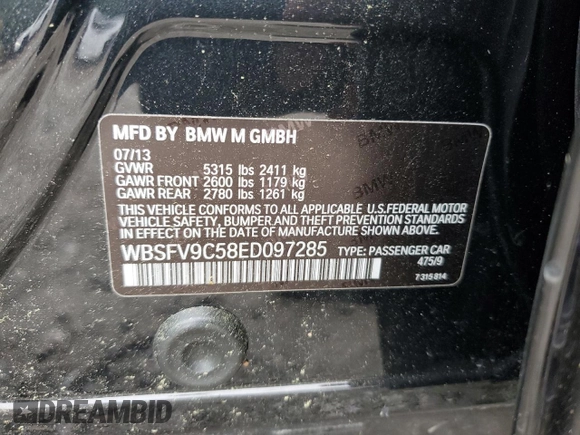 MFD BY BMW M GMBH
07/13
GVWR 5315 lbs 2411 kg
GAWR FRONT 2600 lbs 1179 kg
GAWR REAR 2780 lbs 1261 kg
THIS VEHICLE CONFORMS TO ALL APPLICABLE U.S.FEDERAL MOTOR
VEHICLE SAFETY, BUMPER, AND THEFT PREVENTION STANDARDS
IN EFFECT ON THE DATE OF MANUFACTURE SHOWN ABOVE.
WBSFV9C58ED097285 TYPE: PASSENGER CAR
475/9
7 315 814
DREAMBID